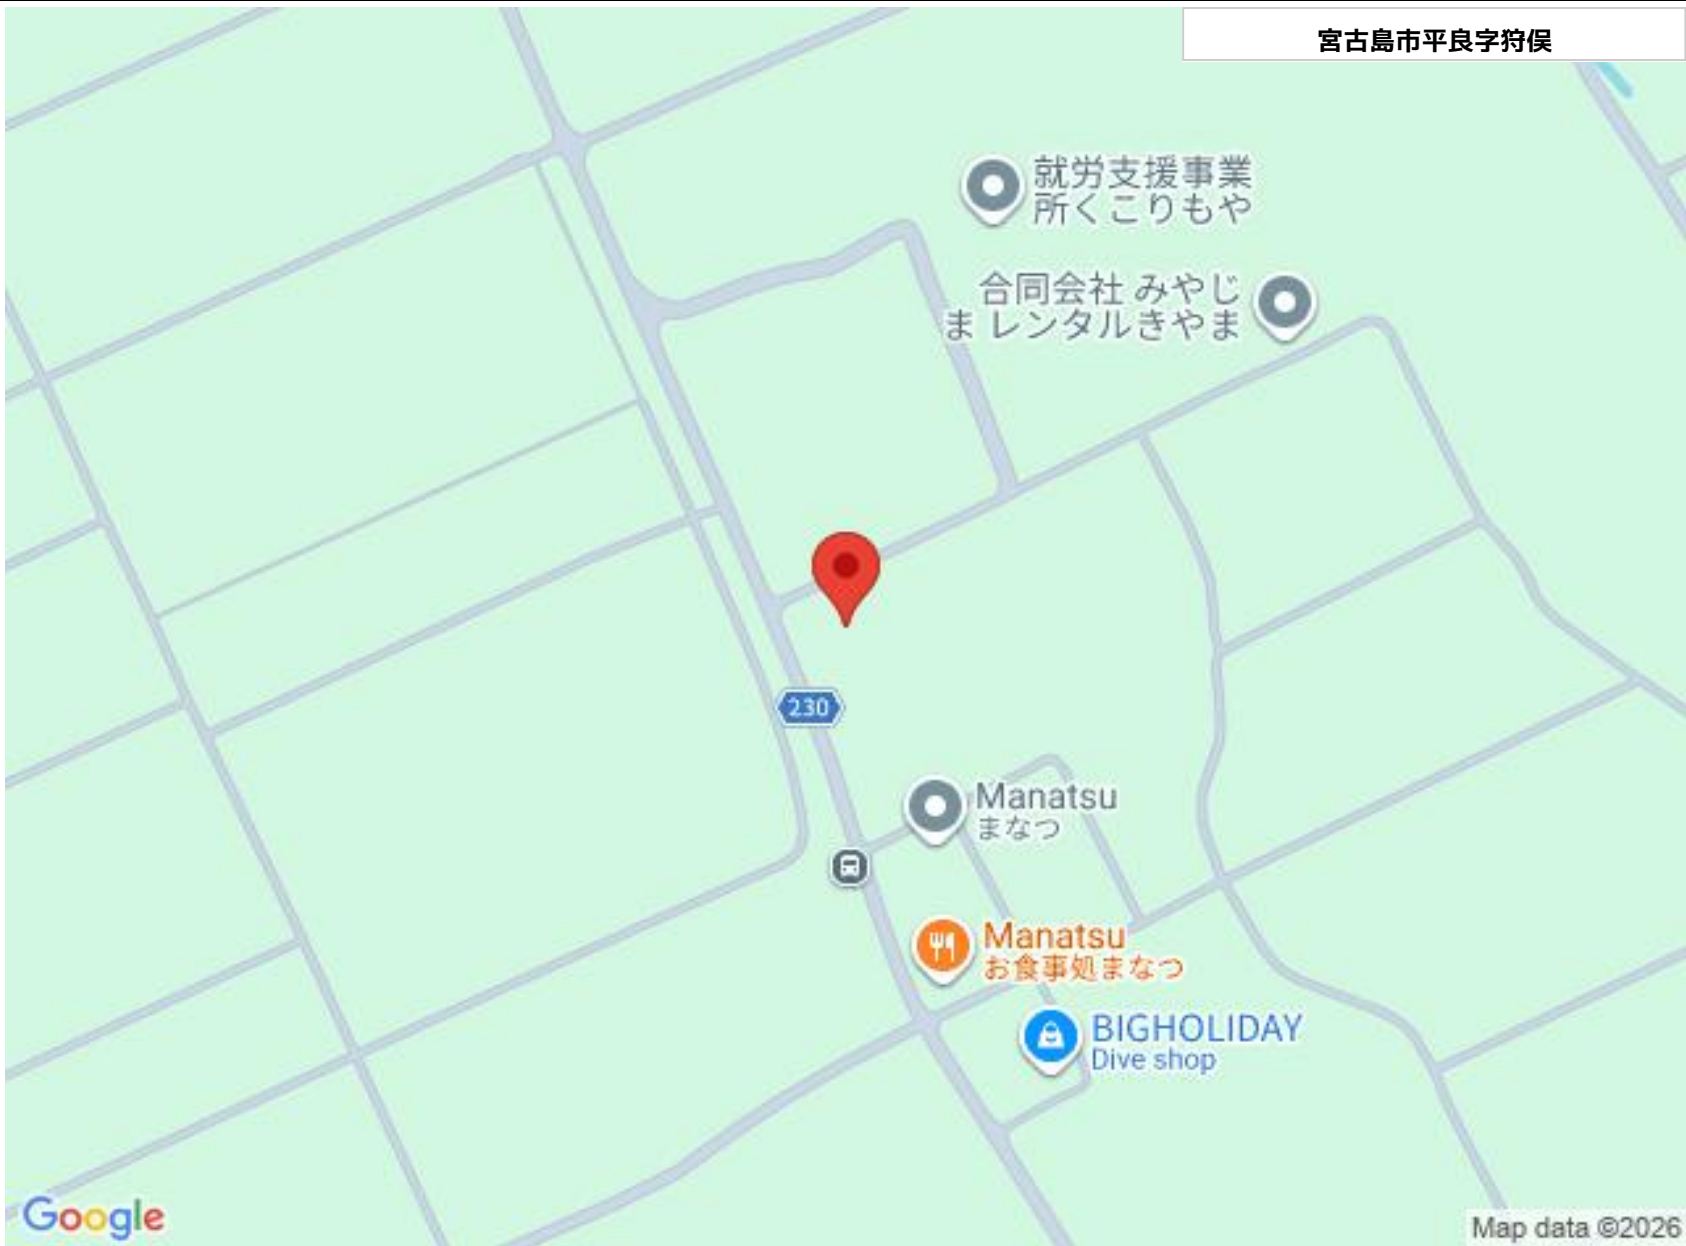 宮古島市平良字狩俣
就労支援事業
所くこりもや
合同会社 みやじ
ま レンタルきやま
230
Manatsu
まなつ
Manatsu
お食事処まなつ
BIGHOLIDAY
Dive shop
Google
Map data ©2026